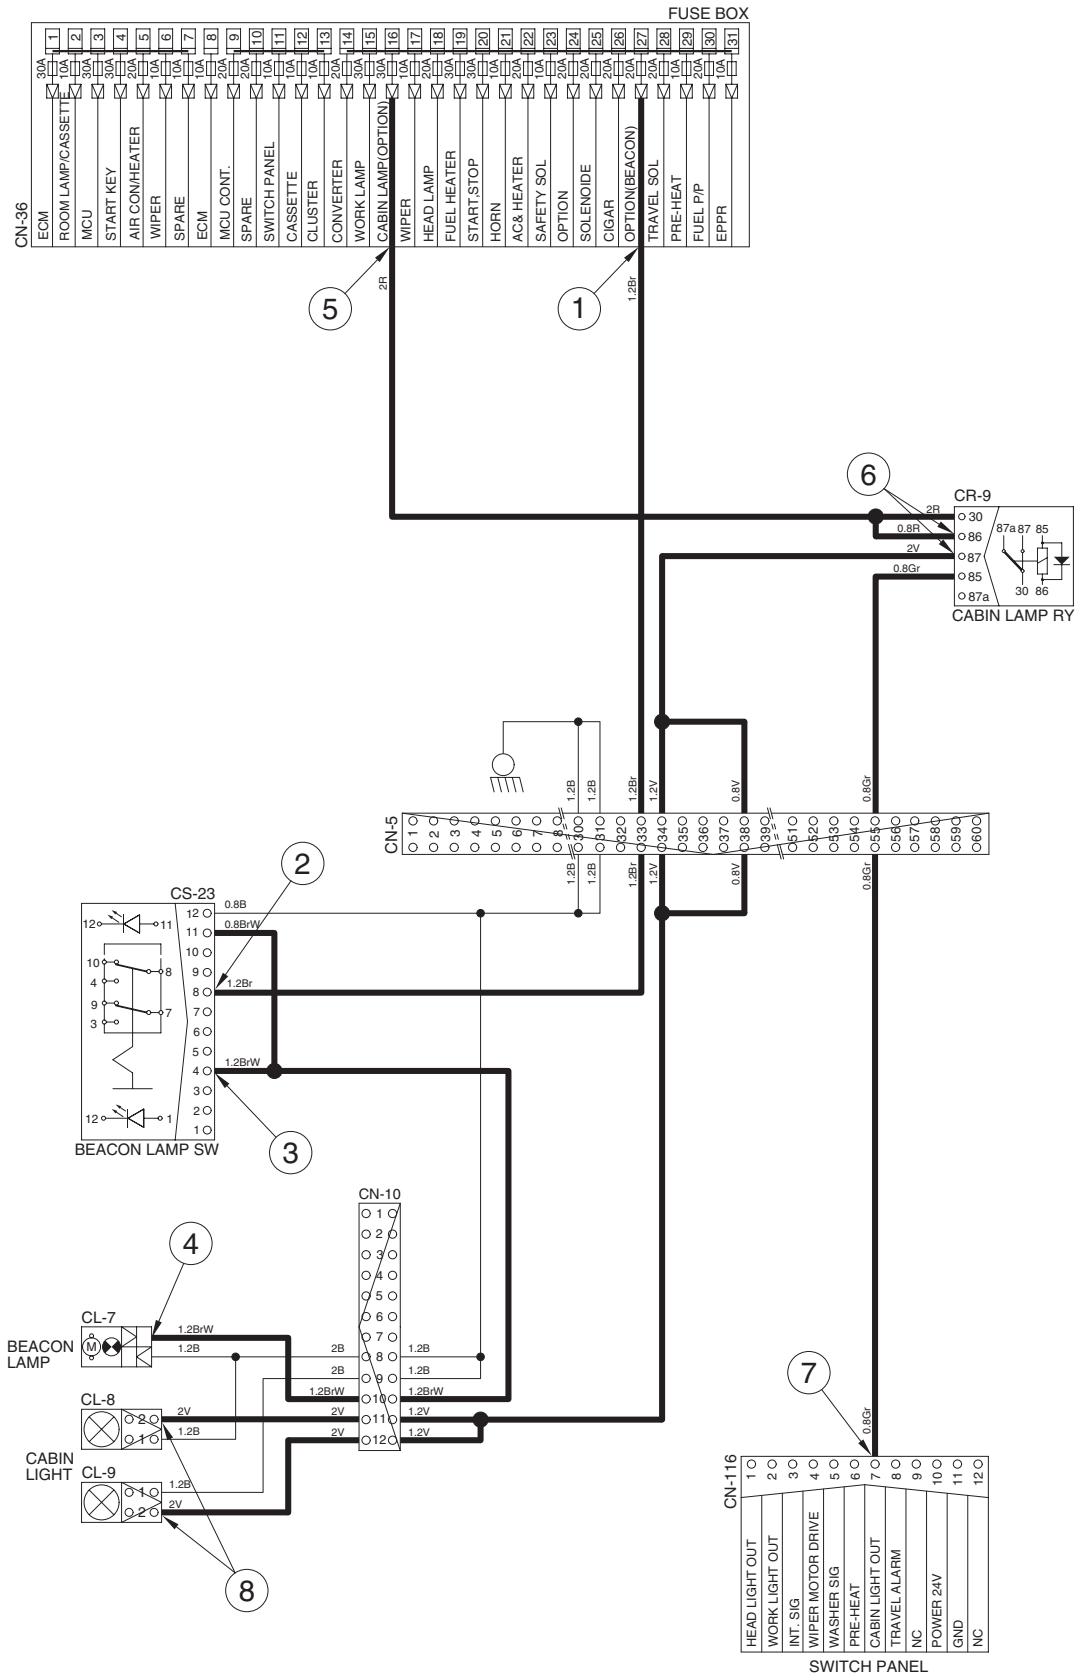 FUSE BOX
1 2 3 4 5 6 7 8 9 10 11 12 13 14 15 16 17 18 19 20 21 22 23 24 25 26 27 28 29 30 31
30A 10A 30A 30A 20A 10A 10A 10A 30A 20A 10A 10A 10A 20A 20A 30A 10A 20A 30A 20A 10A 20A 10A 20A 20A 10A 20A 20A 20A 20A 10A
CN-36
ECM
ROOM LAMP/CASSETTE
MCU
START KEY
AIR CON/HEATER
WIPER
SPARE
ECM
MCU CONT.
SPARE
SWITCH PANEL
CASSETTE
CLUSTER
CONVERTER
WORK LAMP
CABIN LAMP(OPTION)
WIPER
HEAD LAMP
FUEL HEATER
START,STOP
HORN
AC& HEATER
SAFETY SOL
OPTION
SOLENOIDE
CIGAR
OPTION(BEACON)
TRAVEL SOL
PRE-HEAT
FUEL P/P
EPPR
5
2R
1
1.2Br
6
CR-9
2R
30
0.8R
86
2V
87
0.8Gr
85
87a
87a 87 85
30 86
CABIN LAMP RY
1.2B 1.2B 1.2Br 1.2V 0.8V 0.8Gr
CN-5
1 2 3 4 5 6 7 8 30 31 32 33 34 35 36 37 38 39 51 52 53 54 55 56 57 58 59 60
1.2B 1.2B 1.2Br 1.2V 0.8V 0.8Gr
2
CS-23
12 11
10 8
4
9 7
3
12 1
12 0.8B
11 0.8BrW
10
9
8 1.2Br
7
6
5
4 1.2BrW
3
2
1
BEACON LAMP SW
3
CN-10
1
2
3
4
5
6
7
8
9
10
11
12
4
CL-7
BEACON
LAMP
M
1.2BrW
1.2B
2B 1.2B
2B 1.2B
1.2BrW 1.2BrW
2V 1.2V
2V 1.2V
CL-8
2 2V
1 1.2B
CABIN
LIGHT
CL-9
1 1.2B
2 2V
8
7
0.8Gr
CN-116
1 2 3 4 5 6 7 8 9 10 11 12
HEAD LIGHT OUT
WORK LIGHT OUT
INT. SIG
WIPER MOTOR DRIVE
WASHER SIG
PRE-HEAT
CABIN LIGHT OUT
TRAVEL ALARM
NC
POWER 24V
GND
NC
SWITCH PANEL